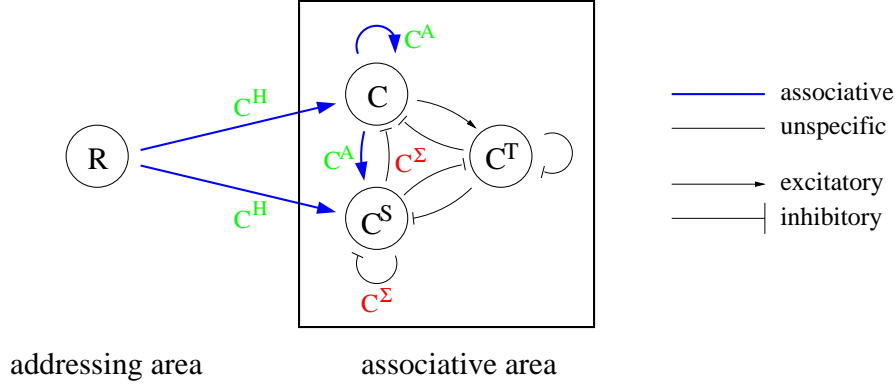 C^A
C
C^H
R
C^A
C^Σ
C^T
C^H
C^S
C^Σ
associative
unspecific
excitatory
inhibitory
addressing area
associative area